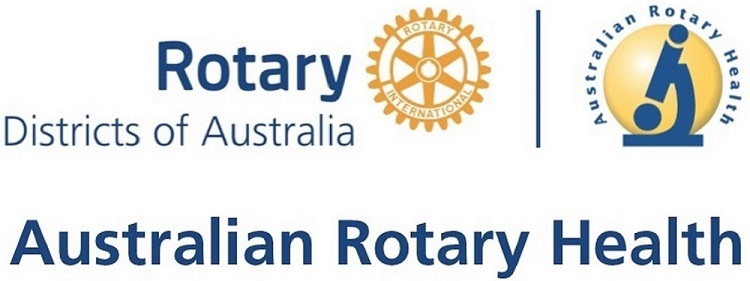 Rotary
Districts of Australia
ROTARY
INTERNATIONAL
Australian Rotary Health
Australian Rotary Health